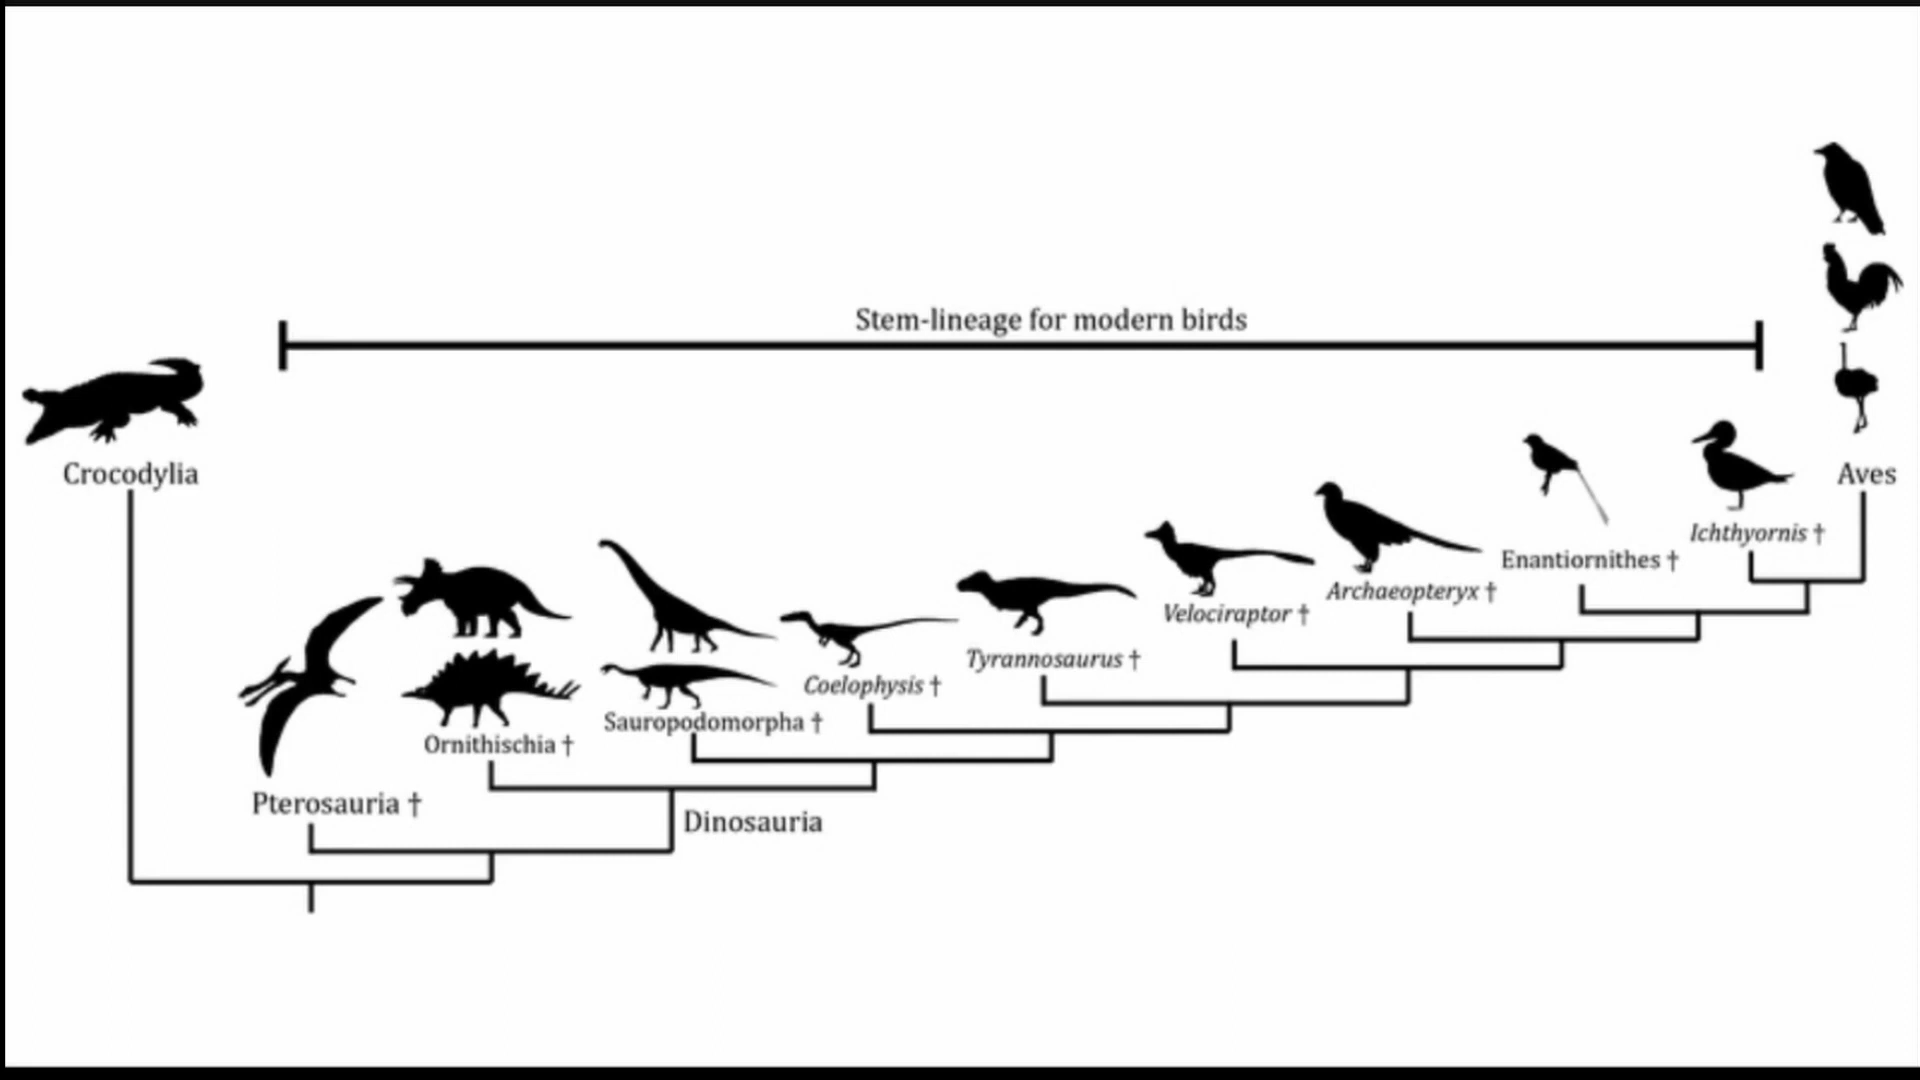 Stem-lineage for modern birds
Crocodylia
Aves
Ichthyornis †
Enantiornithes †
Archaeopteryx †
Velociraptor †
Tyrannosaurus †
Coelophysis †
Sauropodomorpha †
Ornithischia †
Pterosauria †
Dinosauria